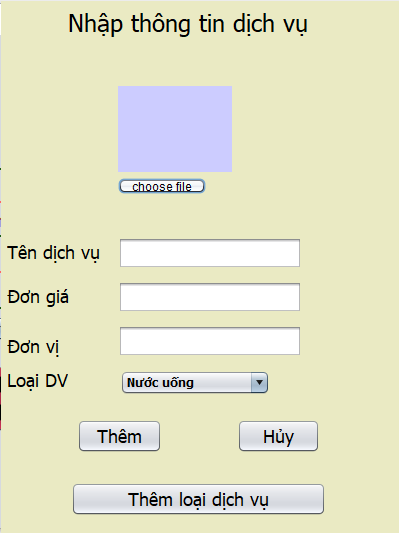 Nhập thông tin dịch vụ
choose file
Tên dịch vụ
Đơn giá
Đơn vị
Loại DV
Nước uống
Thêm
Hủy
Thêm loại dịch vụ